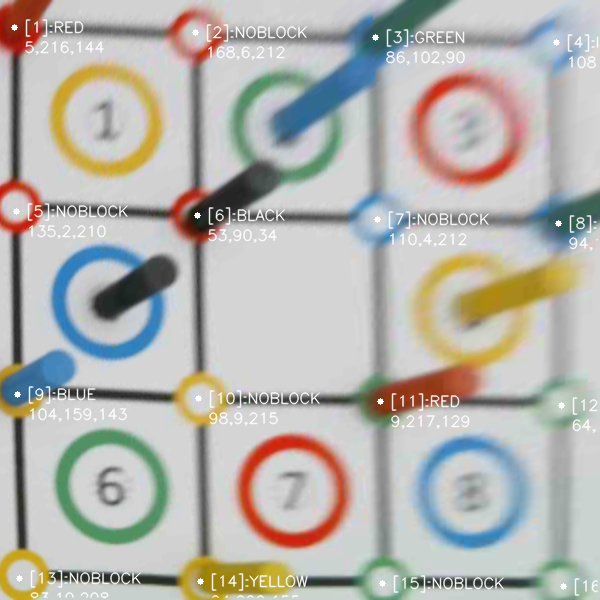 [1]:RED
5,216,144
[2]:NOBLOCK
168,6,212
[3]:GREEN
86,102,90
[4]:
108
1
3
[5]:NOBLOCK
135,2,210
[6]:BLACK
53,90,34
[7]:NOBLOCK
110,4,212
[8]:
94,
[9]:BLUE
104,159,143
[10]:NOBLOCK
98,9,215
[11]:RED
9,217,129
[12
64,
6
7
8
[13]:NOBLOCK
83,10,208
[14]:YELLOW
[15]:NOBLOCK
[16